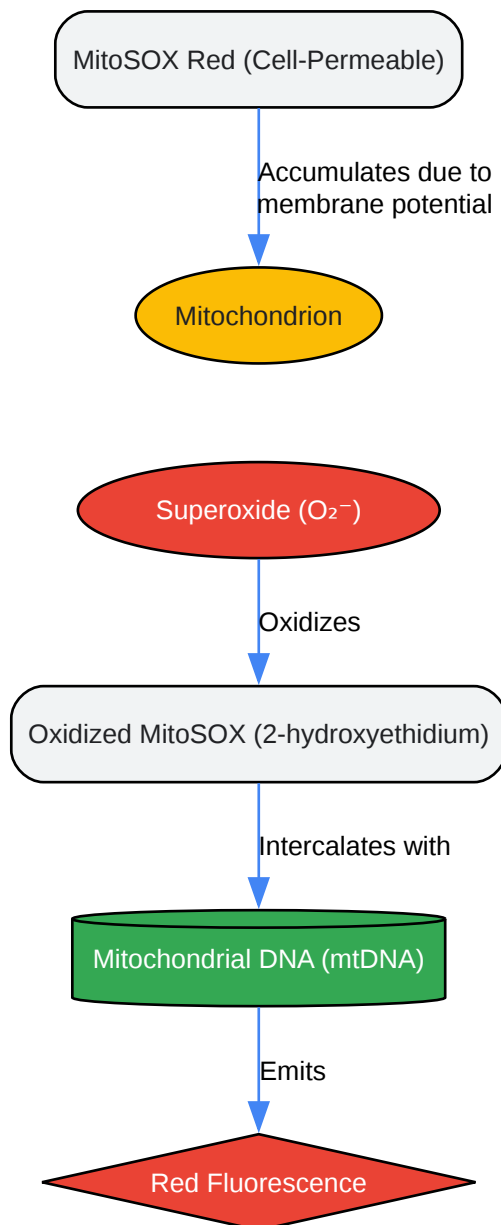 MitoSOX Red (Cell-Permeable)
Accumulates due to
membrane potential
Mitochondrion
Superoxide (O₂⁻)
Oxidizes
Oxidized MitoSOX (2-hydroxyethidium)
Intercalates with
Mitochondrial DNA (mtDNA)
Emits
Red Fluorescence